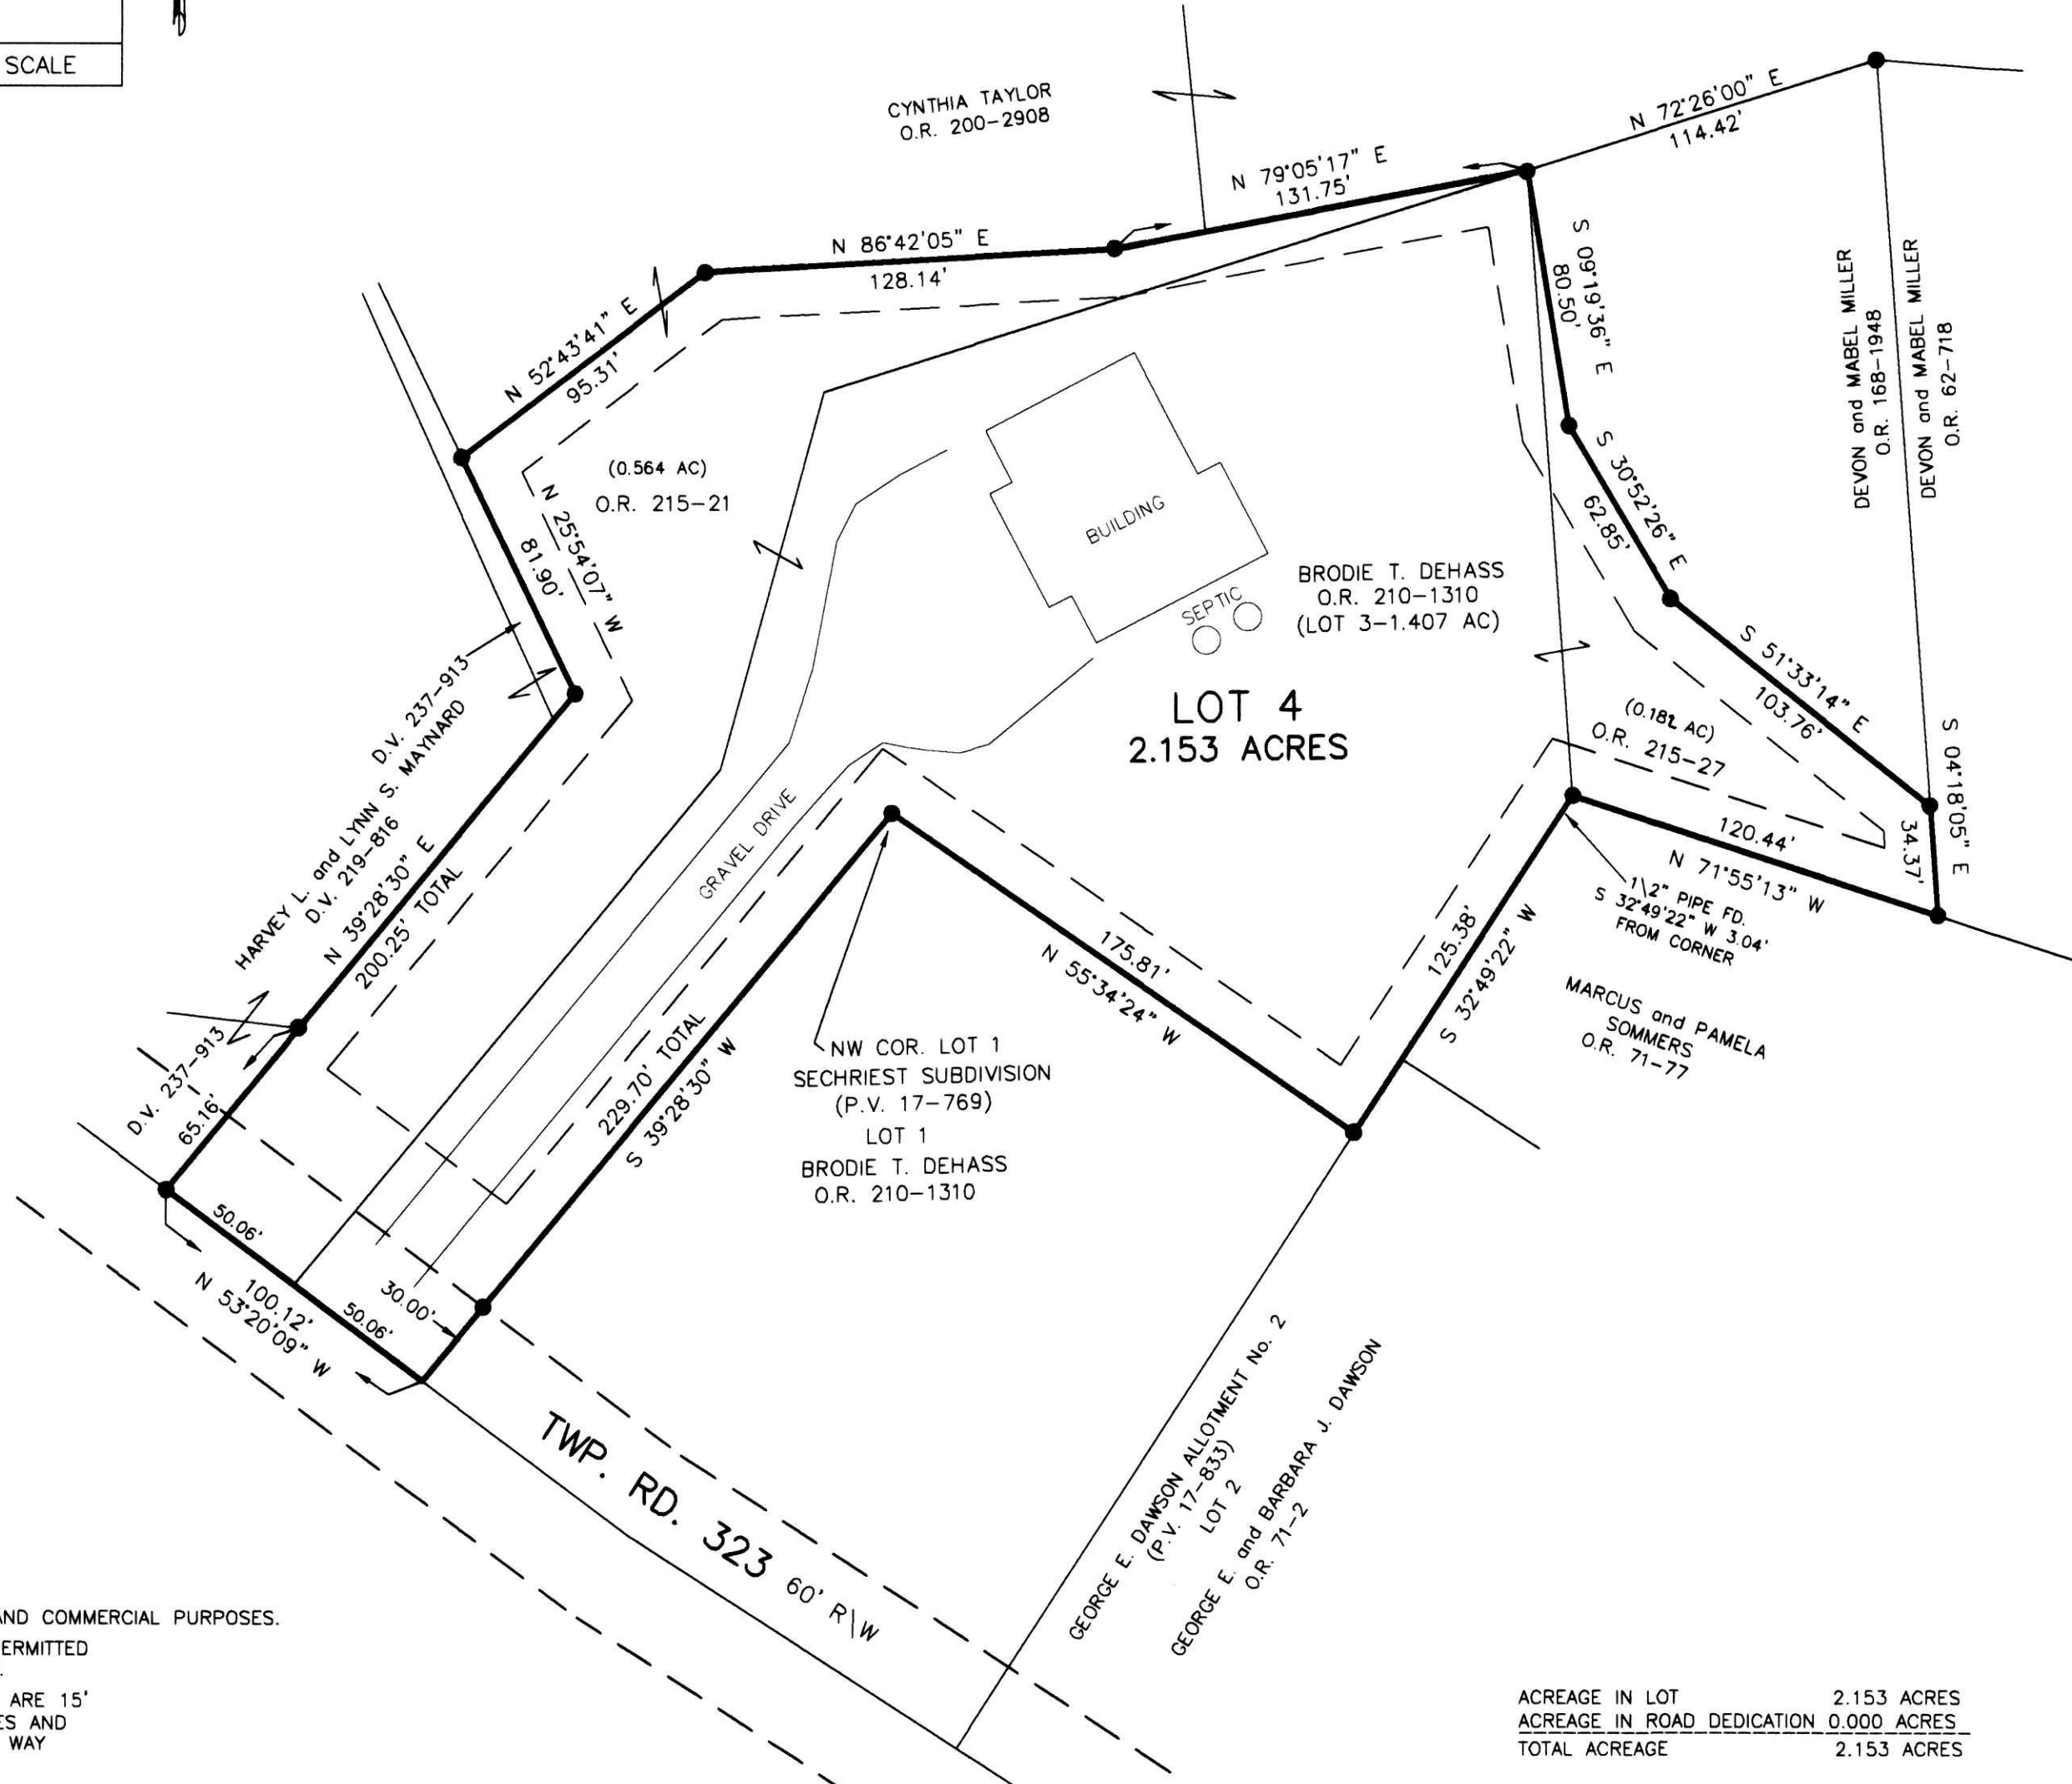 SCALE
CYNTHIA TAYLOR
O.R. 200-2908
N 72°26'00" E
114.42'
N 79°05'17" E
131.75'
N 86°42'05" E
128.14'
N 52°43'41" E
95.31'
S 09°19'36" E
80.50'
DEVON and MABEL MILLER
O.R. 168-1948
DEVON and MABEL MILLER
O.R. 62-718
(0.564 AC)
O.R. 215-21
N 25°54'07" W
81.90'
S 30°52'26" E
62.85'
BUILDING
SEPTIC
BRODIE T. DEHASS
O.R. 210-1310
(LOT 3-1.407 AC)
S 51°33'14" E
103.76'
LOT 4
2.153 ACRES
(0.182 AC)
O.R. 215-27
S 04°18'05" E
34.37'
D.V. 237-913
HARVEY L. and LYNN S. MAYNARD
D.V. 219-816
N 39°28'30" E
200.25' TOTAL
GRAVEL DRIVE
120.44'
N 71°55'13" W
1\2" PIPE FD.
S 32°49'22" W 3.04'
FROM CORNER
175.81'
N 55°34'24" W
125.38'
S 32°49'22" W
MARCUS and PAMELA
SOMMERS
O.R. 71-77
229.70' TOTAL
S 39°28'30" W
NW COR. LOT 1
SECHRIEST SUBDIVISION
(P.V. 17-769)
LOT 1
BRODIE T. DEHASS
O.R. 210-1310
D.V. 237-913
65.16'
50.06'
100.12'
N 53°20'09" W
50.06'
30.00'
TWP. RD. 323 60' R\W
GEORGE E. DAWSON ALLOTMENT No. 2
(P.V. 17-833)
LOT 2
GEORGE E. and BARBARA J. DAWSON
O.R. 71-2
AND COMMERCIAL PURPOSES.
ERMITTED
.
ARE 15'
ES AND
WAY
ACREAGE IN LOT 2.153 ACRES
ACREAGE IN ROAD DEDICATION 0.000 ACRES
TOTAL ACREAGE 2.153 ACRES